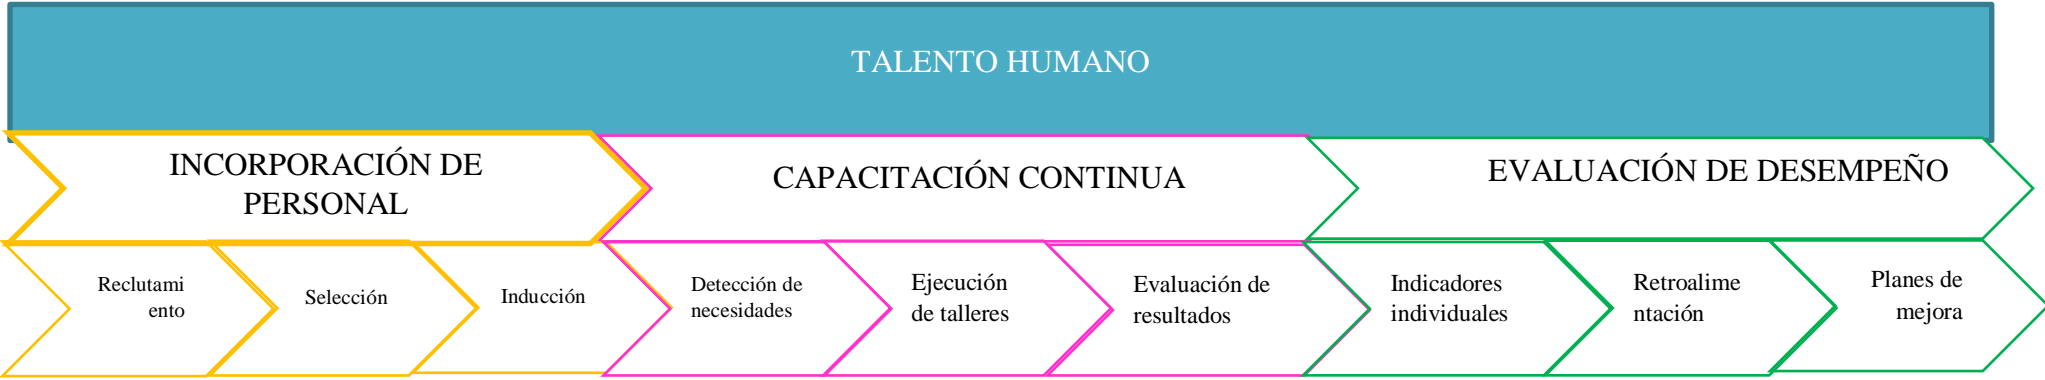 TALENTO HUMANO
INCORPORACIÓN DE
PERSONAL
CAPACITACIÓN CONTINUA
EVALUACIÓN DE DESEMPEÑO
Reclutami
ento
Selección
Inducción
Detección de
necesidades
Ejecución
de talleres
Evaluación de
resultados
Indicadores
individuales
Retroalime
ntación
Planes de
mejora